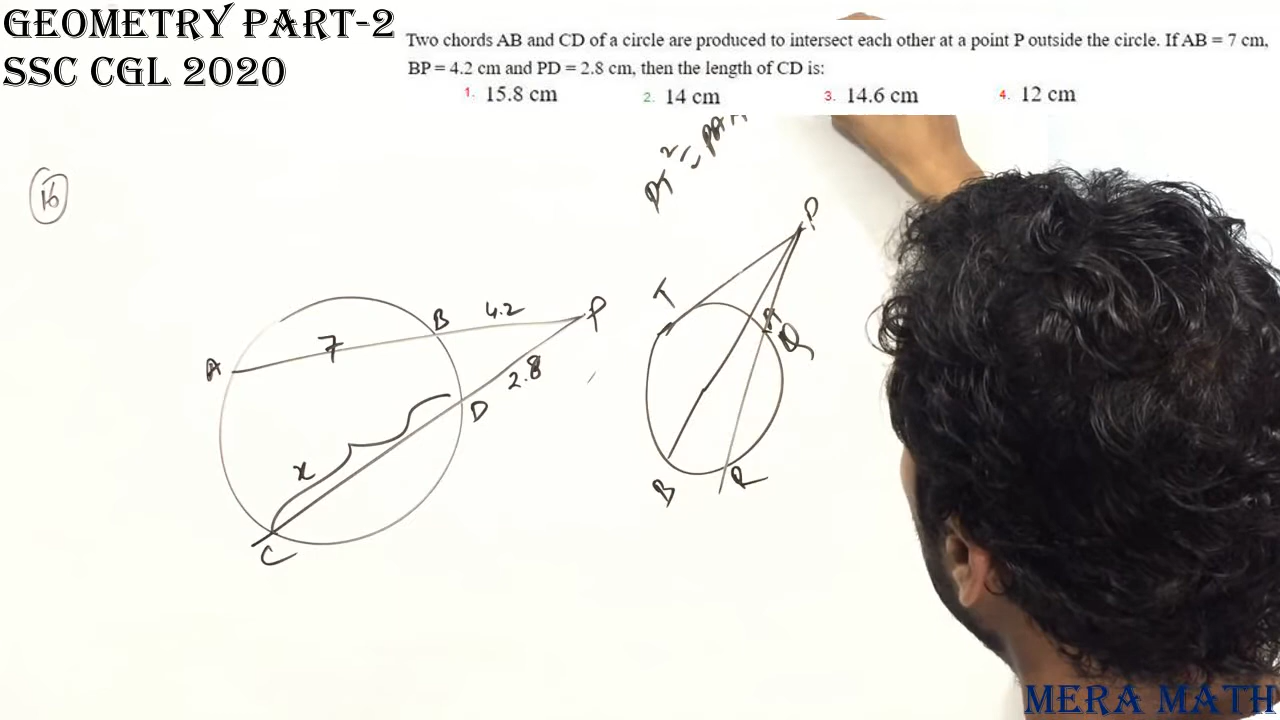 GEOMETRY PART-2
SSC CGL 2020
Two chords AB and CD of a circle are produced to intersect each other at a point P outside the circle. If AB = 7 cm,
BP = 4.2 cm and PD = 2.8 cm, then the length of CD is:
1. 15.8 cm 2. 14 cm 3. 14.6 cm 4. 12 cm
16
PT² = PA
P
T
A
Q
B
R
A
7
B
4.2
P
2.8
D
x
C
MERA MATH